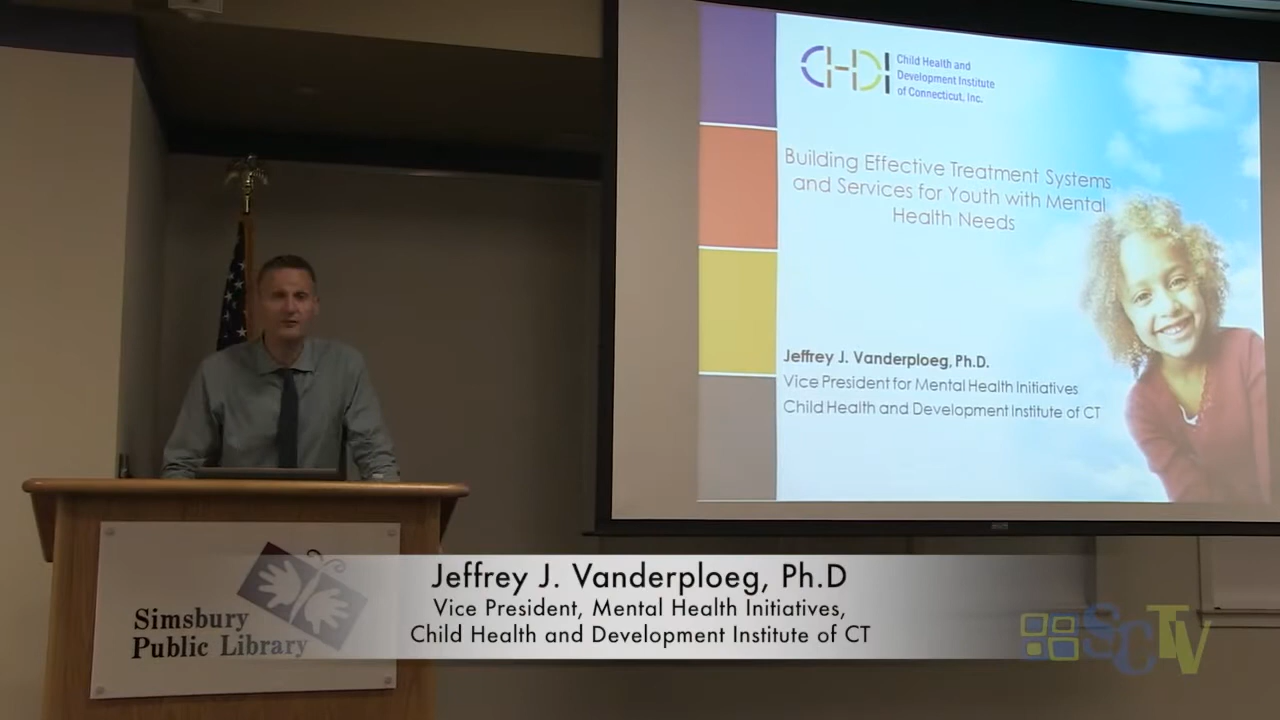 CHDI
Child Health and
Development Institute
of Connecticut, Inc.
Building Effective Treatment Systems
and Services for Youth with Mental
Health Needs
Jeffrey J. Vanderploeg, Ph.D.
Vice President for Mental Health Initiatives
Child Health and Development Institute of CT
Simsbury
Public Library
Jeffrey J. Vanderploeg, Ph.D
Vice President, Mental Health Initiatives,
Child Health and Development Institute of CT
SCTV